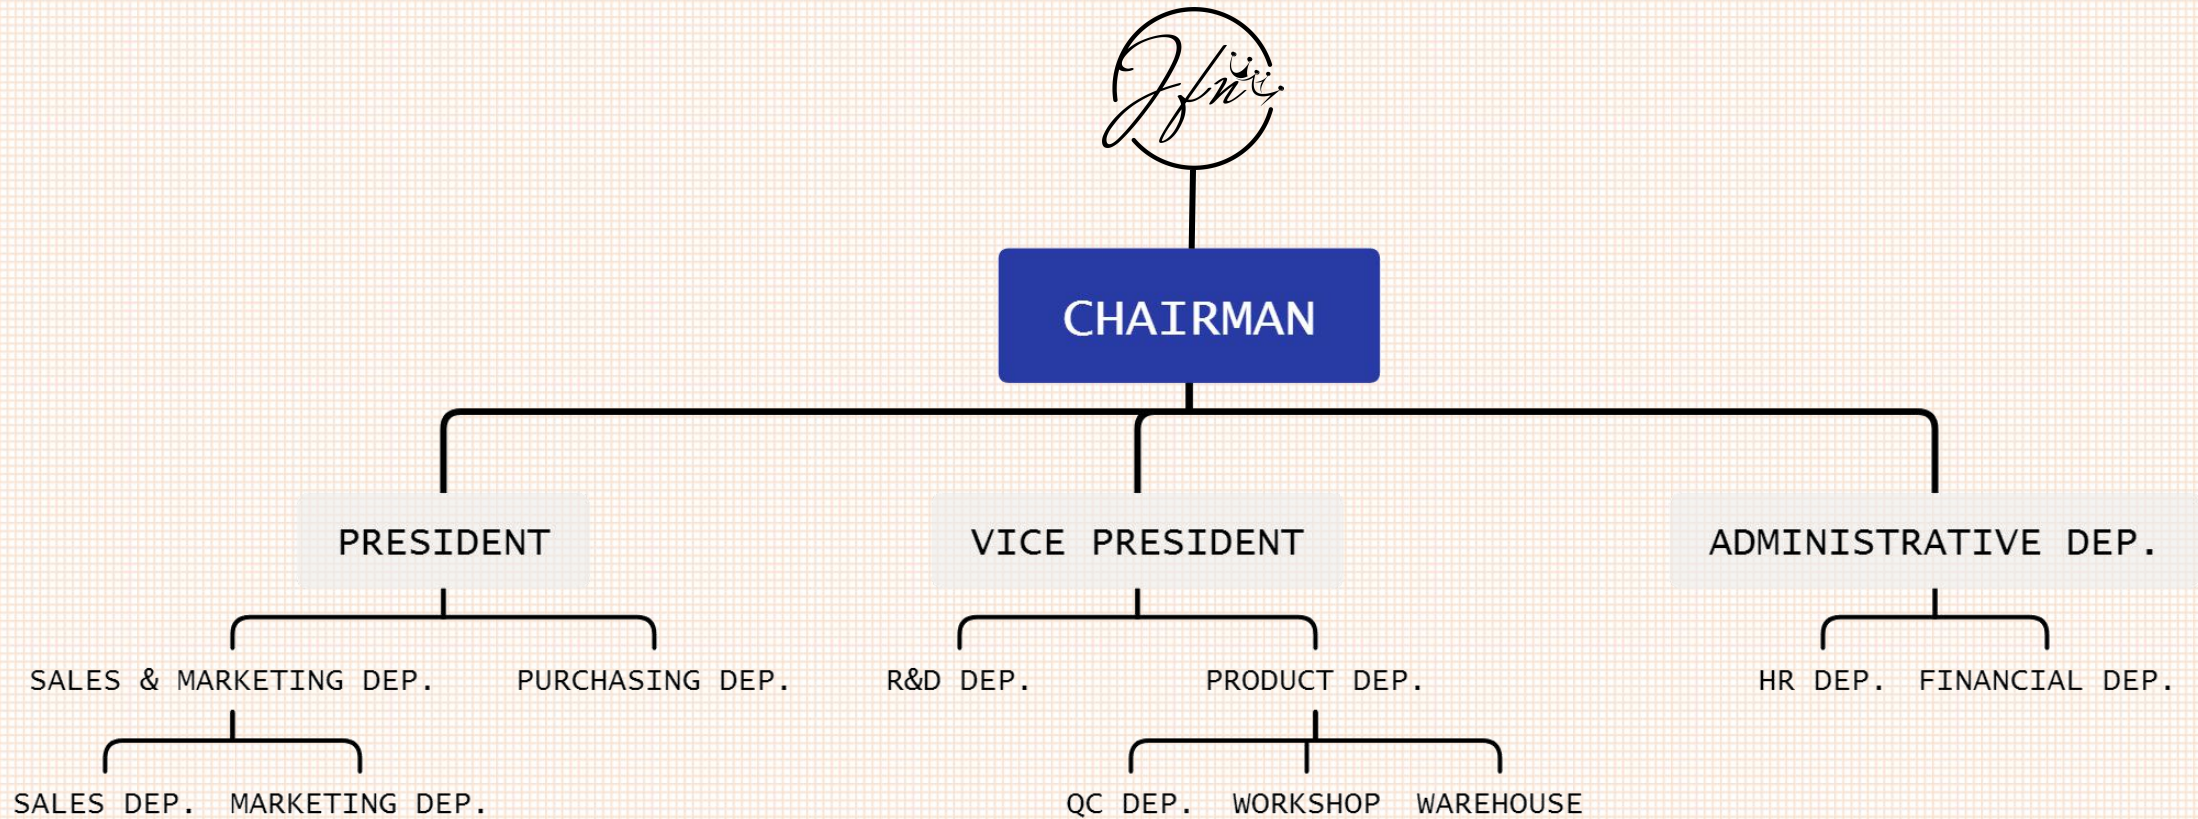 Jfn
CHAIRMAN
PRESIDENT
VICE PRESIDENT
ADMINISTRATIVE DEP.
SALES & MARKETING DEP.
PURCHASING DEP.
R&D DEP.
PRODUCT DEP.
HR DEP.
FINANCIAL DEP.
SALES DEP.
MARKETING DEP.
QC DEP.
WORKSHOP
WAREHOUSE